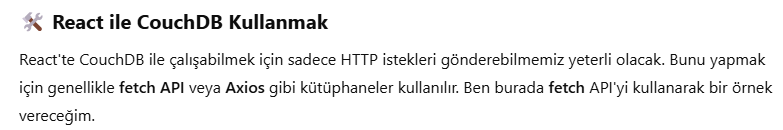 🛠️ React ile CouchDB Kullanmak
React'te CouchDB ile çalışabilmek için sadece HTTP istekleri gönderebilmemiz yeterli olacak. Bunu yapmak
için genellikle fetch API veya Axios gibi kütüphaneler kullanılır. Ben burada fetch API'yi kullanarak bir örnek
vereceğim.